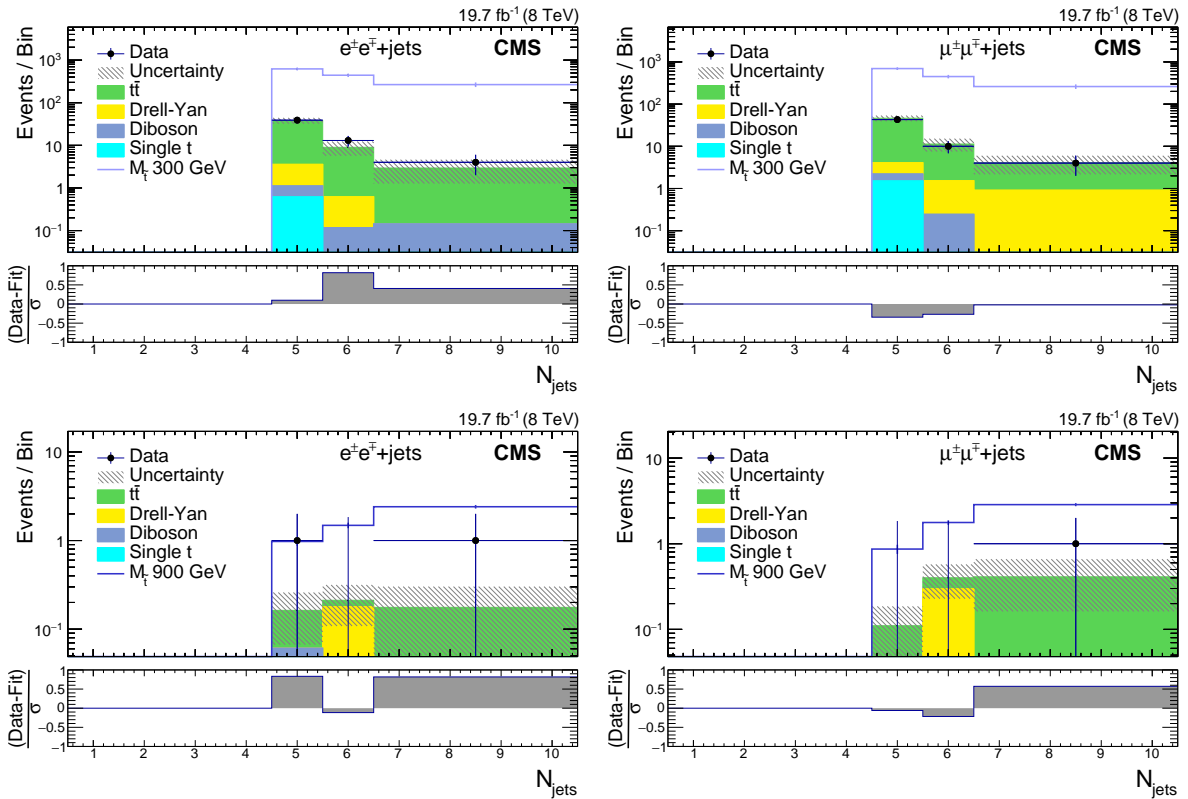 19.7 fb⁻¹ (8 TeV)
Events / Bin
e±e∓+jets
CMS
Data
Uncertainty
tt̄
Drell-Yan
Diboson
Single t
M_t̃ 300 GeV
10³
10²
10
1
10⁻¹
(Data-Fit)
σ
1
0.5
0
−0.5
−1
1 2 3 4 5 6 7 8 9 10
N_jets
19.7 fb⁻¹ (8 TeV)
Events / Bin
μ±μ∓+jets
CMS
Data
Uncertainty
tt̄
Drell-Yan
Diboson
Single t
M_t̃ 300 GeV
10³
10²
10
1
10⁻¹
(Data-Fit)
σ
1
0.5
0
−0.5
−1
1 2 3 4 5 6 7 8 9 10
N_jets
19.7 fb⁻¹ (8 TeV)
Events / Bin
e±e∓+jets
CMS
Data
Uncertainty
tt̄
Drell-Yan
Diboson
Single t
M_t̃ 900 GeV
10
1
10⁻¹
(Data-Fit)
σ
1
0.5
0
−0.5
−1
1 2 3 4 5 6 7 8 9 10
N_jets
19.7 fb⁻¹ (8 TeV)
Events / Bin
μ±μ∓+jets
CMS
Data
Uncertainty
tt̄
Drell-Yan
Diboson
Single t
M_t̃ 900 GeV
10
1
10⁻¹
(Data-Fit)
σ
1
0.5
0
−0.5
−1
1 2 3 4 5 6 7 8 9 10
N_jets